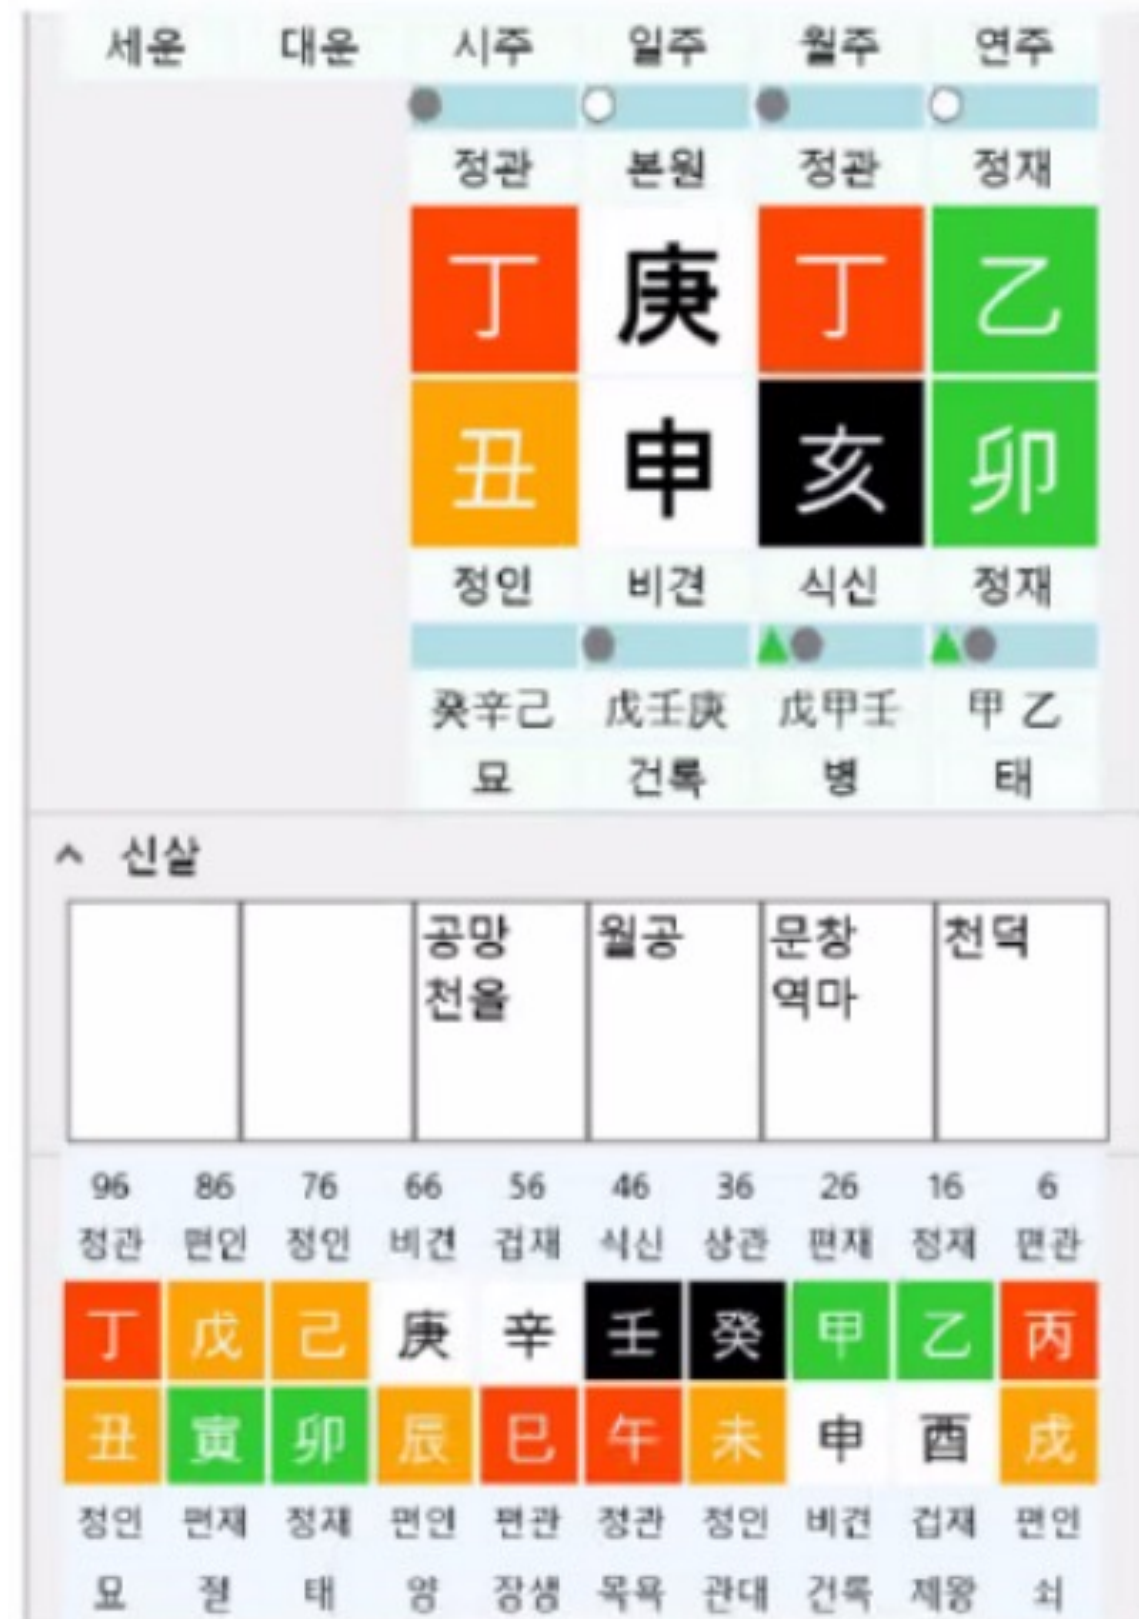 세운 대운 시주 일주 월주 연주
정관 본원 정관 정재
丁 庚 丁 乙
丑 申 亥 卯
정인 비견 식신 정재
癸辛己 戊壬庚 戊甲壬 甲 乙
묘 건록 병 태
^ 신살
공망 월공 문창 천덕
천을 역마
96 86 76 66 56 46 36 26 16 6
정관 편인 정인 비견 겁재 식신 상관 편재 정재 편관
丁 戊 己 庚 辛 壬 癸 甲 乙 丙
丑 寅 卯 辰 巳 午 未 申 酉 戌
정인 편재 정재 편인 편관 정관 정인 비견 겁재 편인
묘 절 태 양 장생 목욕 관대 건록 제왕 쇠